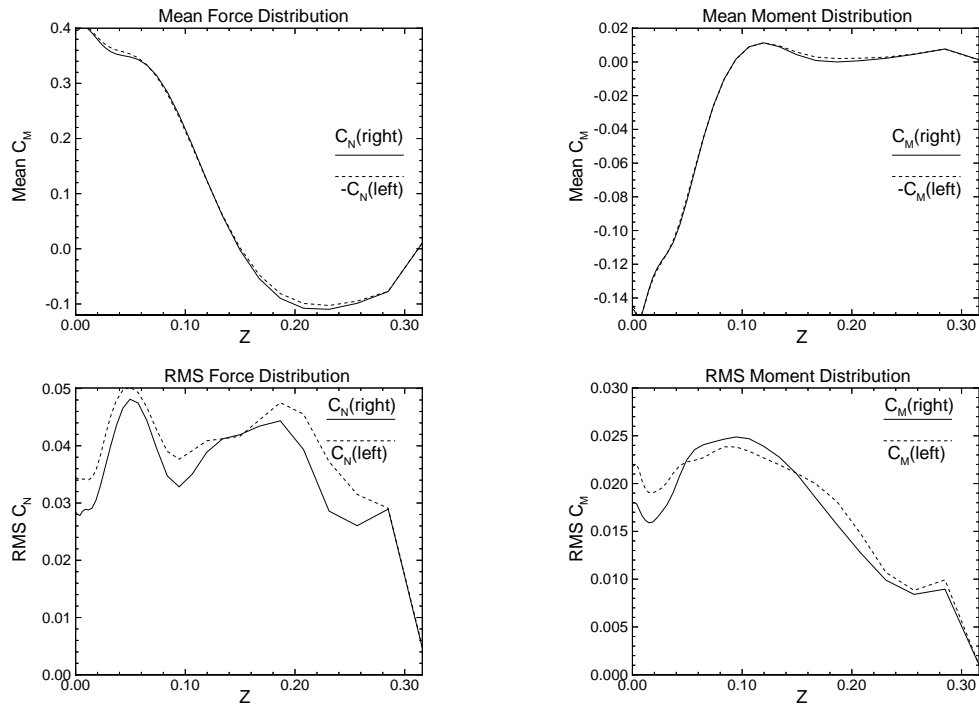 Mean Force Distribution
0.4
0.3
0.2
0.1
0.0
-0.1
Mean C_M
C_N(right)
-C_N(left)
0.00
0.10
0.20
0.30
Z
Mean Moment Distribution
0.02
0.00
-0.02
-0.04
-0.06
-0.08
-0.10
-0.12
-0.14
Mean C_M
C_M(right)
-C_M(left)
0.00
0.10
0.20
0.30
Z
RMS Force Distribution
0.05
0.04
0.03
0.02
0.01
0.00
RMS C_N
C_N(right)
C_N(left)
0.00
0.10
0.20
0.30
Z
RMS Moment Distribution
0.030
0.025
0.020
0.015
0.010
0.005
0.000
RMS C_M
C_M(right)
C_M(left)
0.00
0.10
0.20
0.30
Z